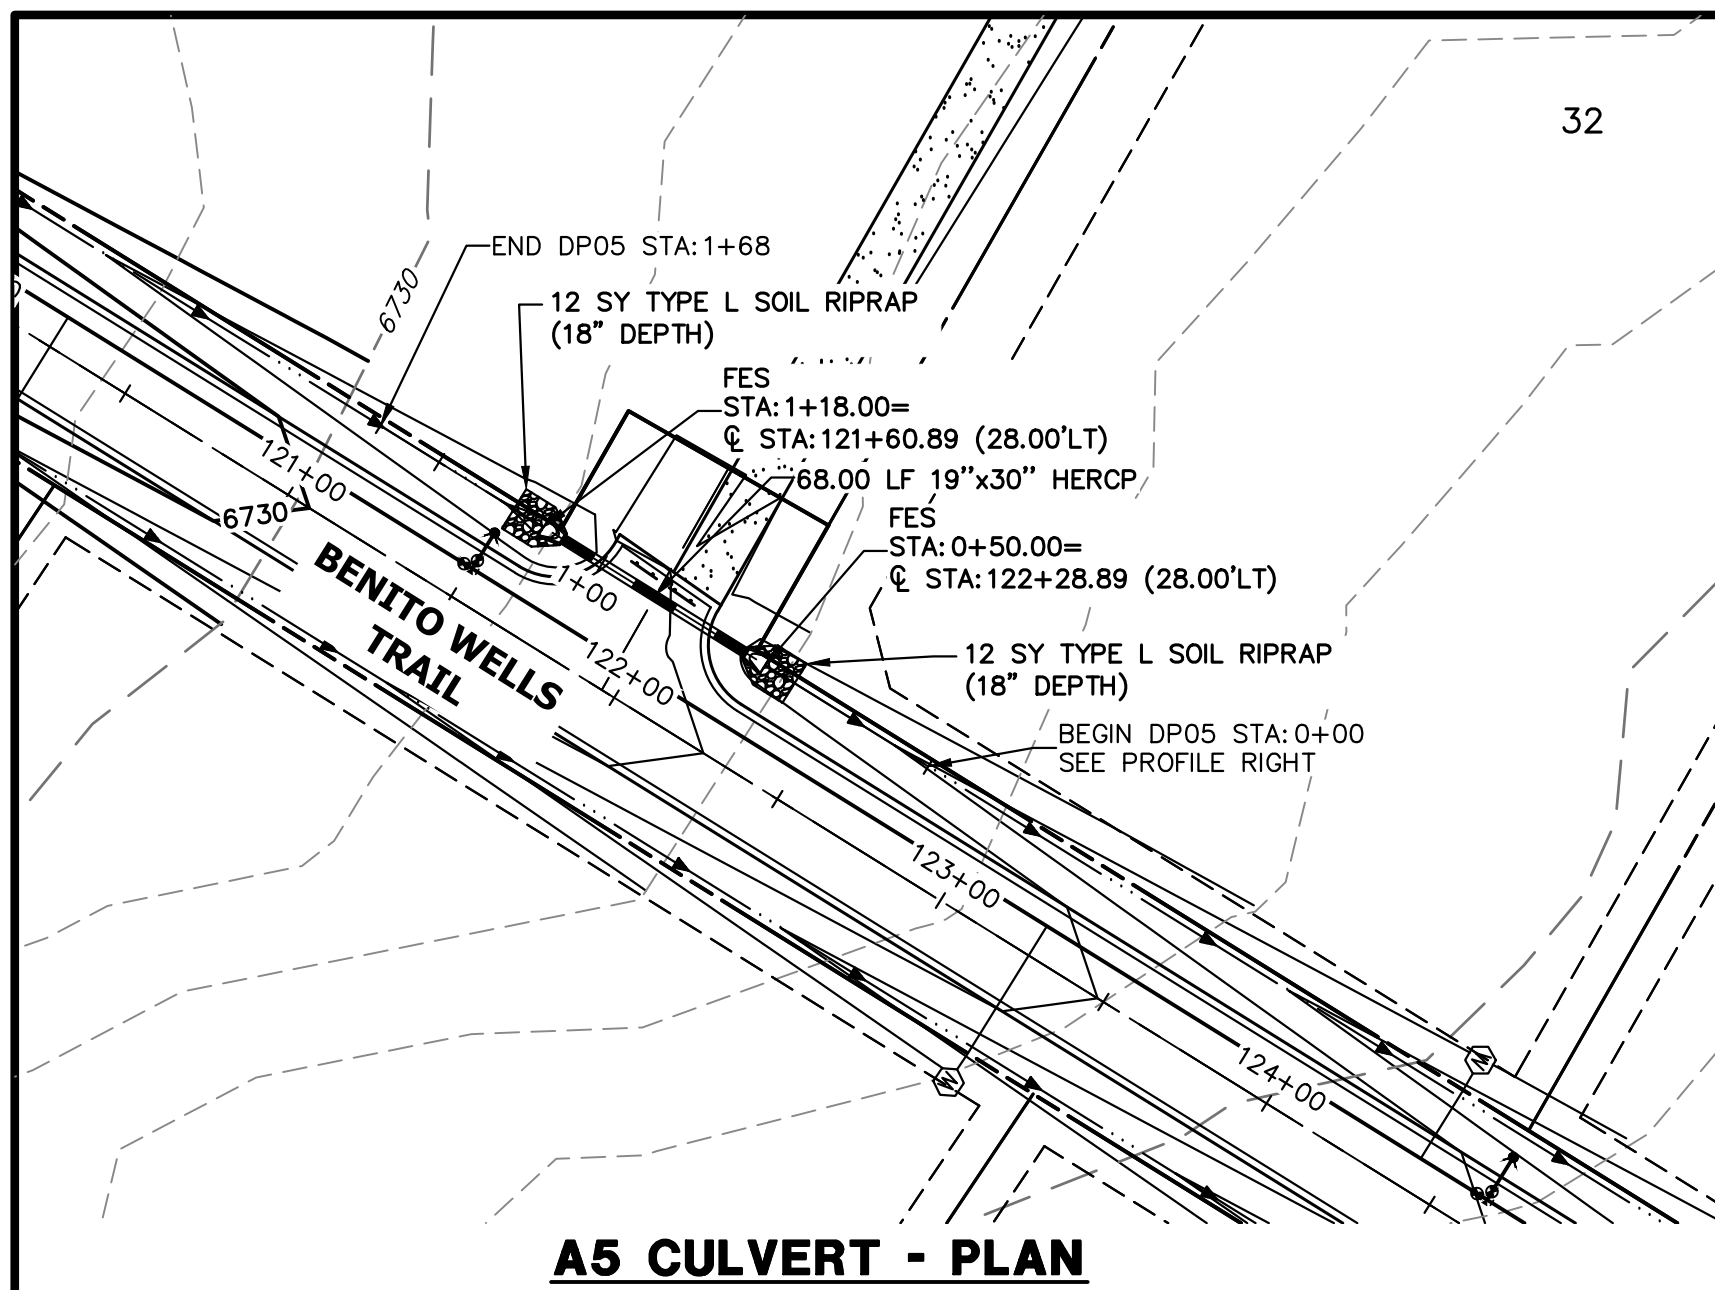 32
END DP05 STA:1+68
6730
12 SY TYPE L SOIL RIPRAP
(18" DEPTH)
FES
STA:1+18.00=
℄ STA:121+60.89 (28.00'LT)
68.00 LF 19"x30" HERCP
FES
STA:0+50.00=
℄ STA:122+28.89 (28.00'LT)
121+00
6730
1+00
BENITO WELLS
TRAIL
122+00
12 SY TYPE L SOIL RIPRAP
(18" DEPTH)
BEGIN DP05 STA:0+00
SEE PROFILE RIGHT
123+00
124+00
W
W
A5 CULVERT - PLAN